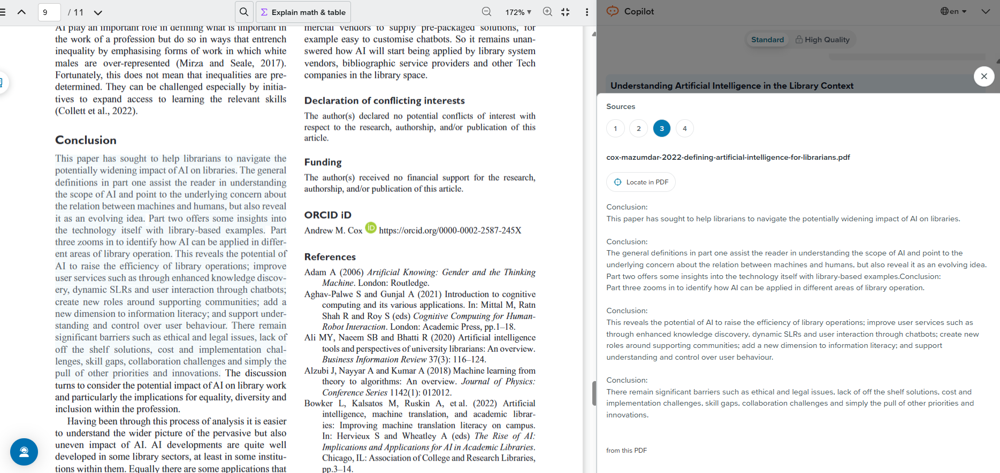 9 / 11
Explain math & table
172%
AI play an important role in defining what is important in
the work of a profession but do so in ways that entrench
inequality by emphasising forms of work in which white
males are over-represented (Mirza and Seale, 2017).
Fortunately, this does not mean that inequalities are pre-
determined. They can be challenged especially by initia-
tives to expand access to learning the relevant skills
(Collett et al., 2022).
Conclusion
This paper has sought to help librarians to navigate the
potentially widening impact of AI on libraries. The general
definitions in part one assist the reader in understanding
the scope of AI and point to the underlying concern about
the relation between machines and humans, but also reveal
it as an evolving idea. Part two offers some insights into
the technology itself with library-based examples. Part
three zooms in to identify how AI can be applied in differ-
ent areas of library operation. This reveals the potential of
AI to raise the efficiency of library operations; improve
user services such as through enhanced knowledge discov-
ery, dynamic SLRs and user interaction through chatbots;
create new roles around supporting communities; add a
new dimension to information literacy; and support under-
standing and control over user behaviour. There remain
significant barriers such as ethical and legal issues, lack of
off the shelf solutions, cost and implementation chal-
lenges, skill gaps, collaboration challenges and simply the
pull of other priorities and innovations. The discussion
turns to consider the potential impact of AI on library work
and particularly the implications for equality, diversity and
inclusion within the profession.
Having been through this process of analysis it is easier
to understand the wider picture of the pervasive but also
uneven impact of AI. AI developments are quite well
developed in some library sectors, at least in some institu-
tions within them. Equally there are some applications that
mercial vendors to supply pre-packaged solutions, for
example easy to customise chatbots. So it remains unan-
swered how AI will start being applied by library system
vendors, bibliographic service providers and other Tech
companies in the library space.
Declaration of conflicting interests
The author(s) declared no potential conflicts of interest with
respect to the research, authorship, and/or publication of this
article.
Funding
The author(s) received no financial support for the research,
authorship, and/or publication of this article.
ORCID iD
Andrew M. Cox iD https://orcid.org/0000-0002-2587-245X
References
Adam A (2006) Artificial Knowing: Gender and the Thinking
Machine. London: Routledge.
Aghav-Palwe S and Gunjal A (2021) Introduction to cognitive
computing and its various applications. In: Mittal M, Ratn
Shah R and Roy S (eds) Cognitive Computing for Human-
Robot Interaction. London: Academic Press, pp.1–18.
Ali MY, Naeem SB and Bhatti R (2020) Artificial intelligence
tools and perspectives of university librarians: An overview.
Business Information Review 37(3): 116–124.
Alzubi J, Nayyar A and Kumar A (2018) Machine learning from
theory to algorithms: An overview. Journal of Physics:
Conference Series 1142(1): 012012.
Bowker L, Kalsatos M, Ruskin A, et al. (2022) Artificial
intelligence, machine translation, and academic librar-
ies: Improving machine translation literacy on campus.
In: Hervieux S and Wheatley A (eds) The Rise of AI:
Implications and Applications for AI in Academic Libraries.
Chicago, IL: Association of College and Research Libraries,
pp.3–14.
Copilot
en
Standard High Quality
Understanding Artificial Intelligence in the Library Context
Sources
1 2 3 4
cox-mazumdar-2022-defining-artificial-intelligence-for-librarians.pdf
Locate in PDF
Conclusion:
This paper has sought to help librarians to navigate the potentially widening impact of AI on libraries.
Conclusion:
The general definitions in part one assist the reader in understanding the scope of AI and point to the
underlying concern about the relation between machines and humans, but also reveal it as an evolving idea.
Part two offers some insights into the technology itself with library-based examples.Conclusion:
Part three zooms in to identify how AI can be applied in different areas of library operation.
Conclusion:
This reveals the potential of AI to raise the efficiency of library operations; improve user services such as
through enhanced knowledge discovery, dynamic SLRs and user interaction through chatbots; create new
roles around supporting communities; add a new dimension to information literacy; and support
understanding and control over user behaviour.
Conclusion:
There remain significant barriers such as ethical and legal issues, lack of off the shelf solutions, cost and
implementation challenges, skill gaps, collaboration challenges and simply the pull of other priorities and
innovations.
from this PDF